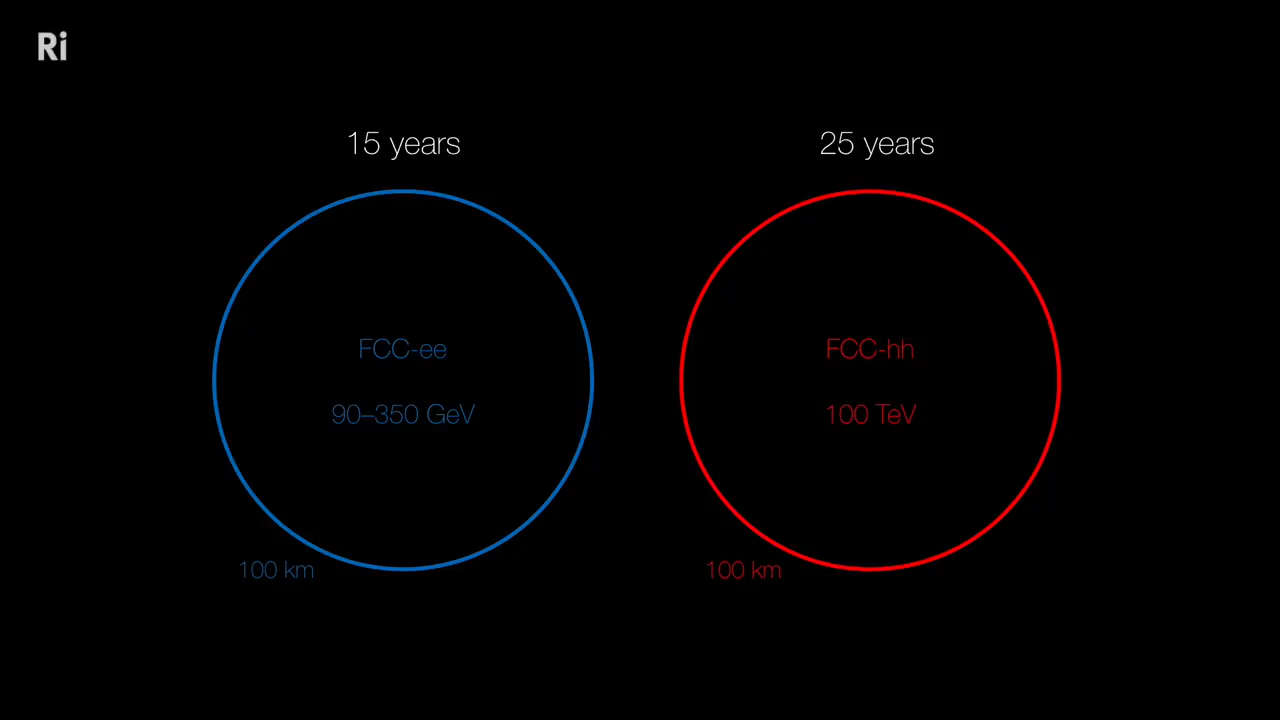 Ri
15 years
25 years
FCC-ee
90–350 GeV
100 km
FCC-hh
100 TeV
100 km